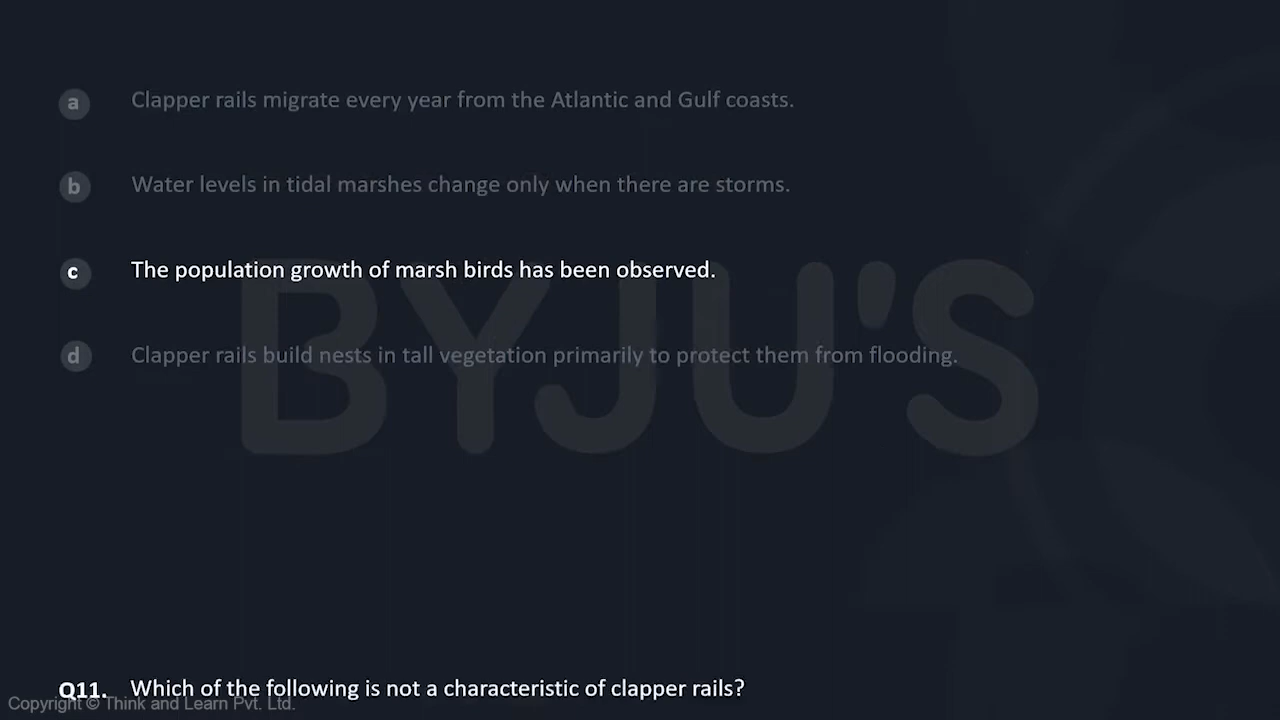 a Clapper rails migrate every year from the Atlantic and Gulf coasts.
b Water levels in tidal marshes change only when there are storms.
c The population growth of marsh birds has been observed.
d Clapper rails build nests in tall vegetation primarily to protect them from flooding.
BYJU'S
Q11. Which of the following is not a characteristic of clapper rails?
Copyright © Think and Learn Pvt. Ltd.